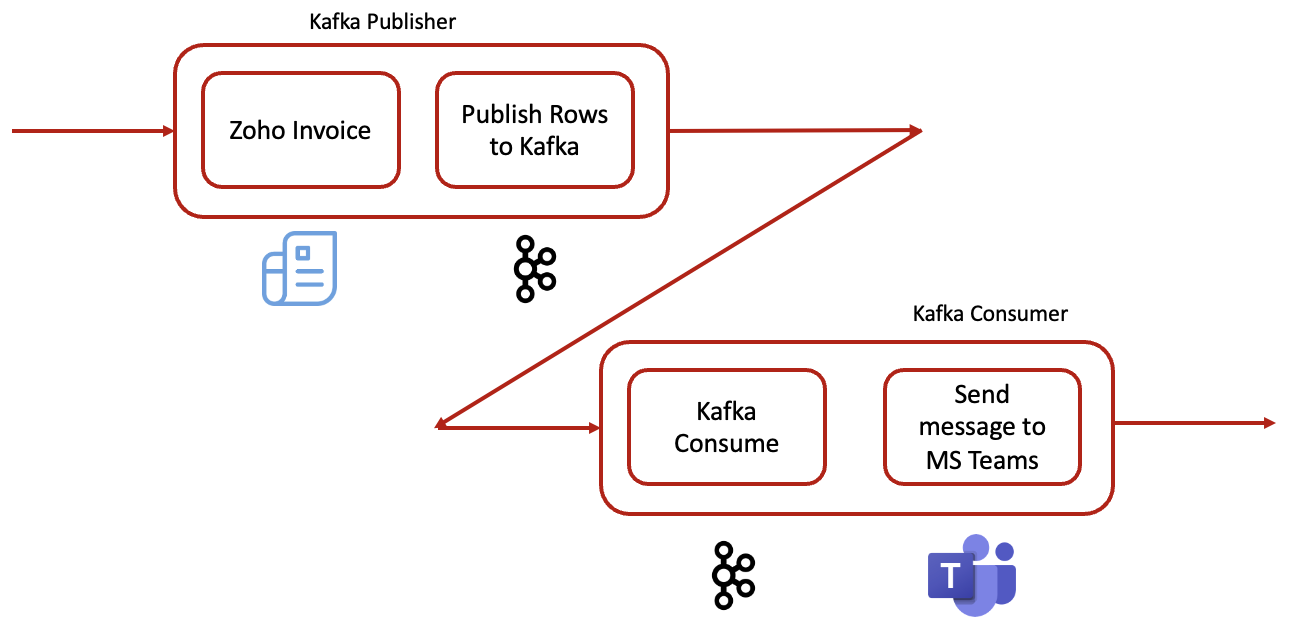 Kafka Publisher
Zoho Invoice
Publish Rows
to Kafka
Kafka Consumer
Kafka
Consume
Send
message to
MS Teams
T